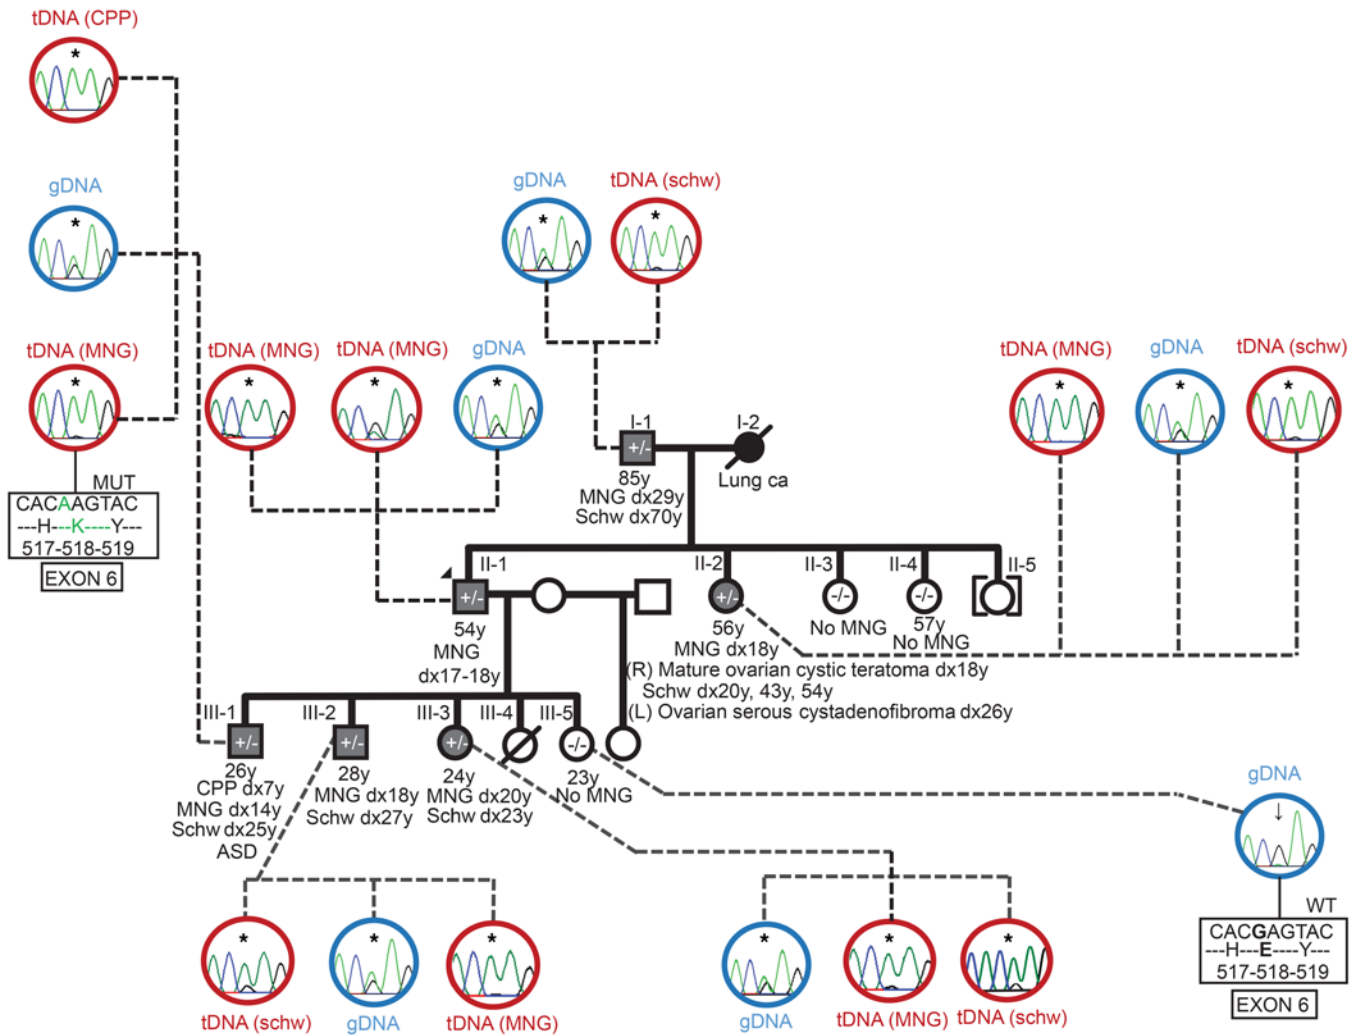 tDNA (CPP)
*
gDNA
*
tDNA (MNG)
*
MUT
CACAAGTAC
---H---K----Y---
517-518-519
EXON 6
tDNA (MNG)
*
tDNA (MNG)
*
gDNA
*
gDNA
*
tDNA (schw)
*
tDNA (MNG)
*
gDNA
*
tDNA (schw)
*
I-1
+/-
85y
MNG dx29y
Schw dx70y
I-2
Lung ca
II-1
+/-
54y
MNG
dx17-18y
II-2
+/-
56y
MNG dx18y
(R) Mature ovarian cystic teratoma dx18y
Schw dx20y, 43y, 54y
(L) Ovarian serous cystadenofibroma dx26y
II-3
-/-
No MNG
II-4
-/-
57y
No MNG
II-5
III-1
+/-
26y
CPP dx7y
MNG dx14y
Schw dx25y
ASD
III-2
+/-
28y
MNG dx18y
Schw dx27y
III-3
+/-
24y
MNG dx20y
Schw dx23y
III-4
III-5
-/-
23y
No MNG
gDNA
↓
WT
CACGAGTAC
---H---E----Y---
517-518-519
EXON 6
*
tDNA (schw)
*
gDNA
*
tDNA (MNG)
*
gDNA
*
tDNA (MNG)
*
tDNA (schw)